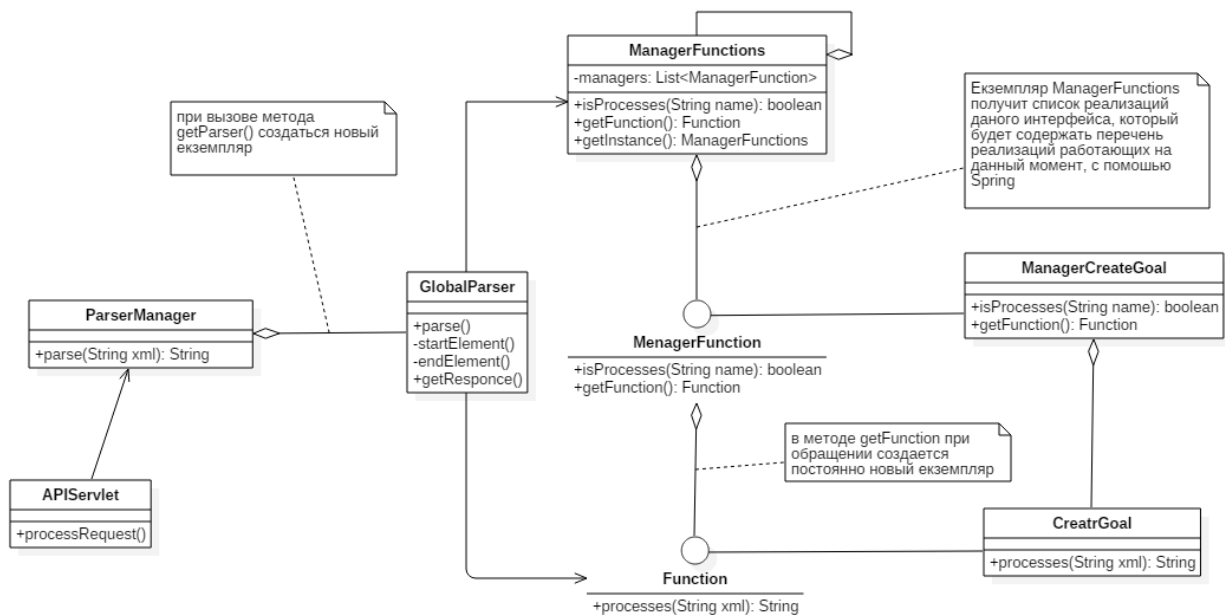 ManagerFunctions
-managers: List<ManagerFunction>
+isProcesses(String name): boolean
+getFunction(): Function
+getInstance(): ManagerFunctions
Екземпляр ManagerFunctions
получит список реализаций
даного интерфейса, который
будет содержать перечень
реализаций работающих на
данный момент, с помошью
Spring
при вызове метода
getParser() создаться новый
екземпляр
GlobalParser
+parse()
-startElement()
-endElement()
+getResponce()
ParserManager
+parse(String xml): String
ManagerCreateGoal
+isProcesses(String name): boolean
+getFunction(): Function
MenagerFunction
+isProcesses(String name): boolean
+getFunction(): Function
в методе getFunction при
обращении создается
постоянно новый екземпляр
APIServlet
+processRequest()
CreatrGoal
+processes(String xml): String
Function
+processes(String xml): String